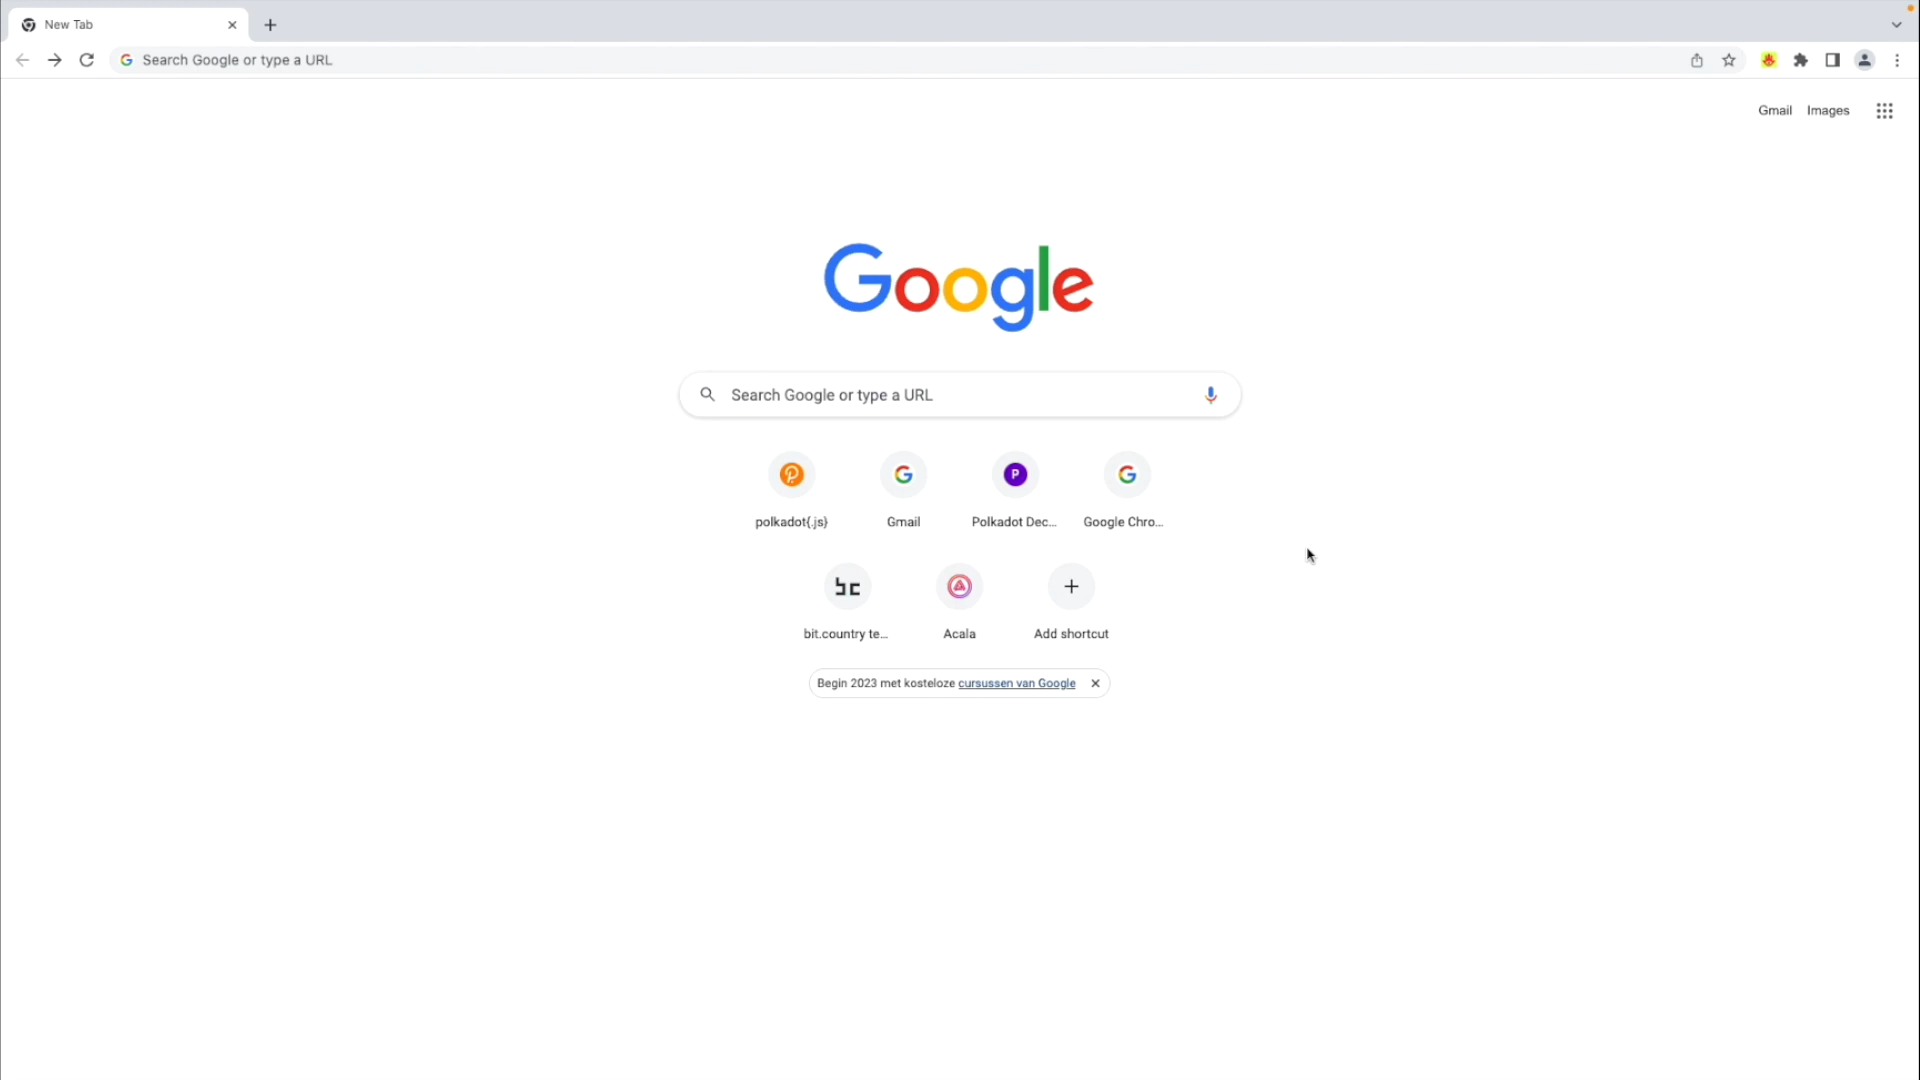 New Tab
Search Google or type a URL
Gmail Images
Google
Search Google or type a URL
P
polkadot{.js} Gmail Polkadot Dec... Google Chro...
bc
bit.country te... Acala Add shortcut
Begin 2023 met kosteloze cursussen van Google